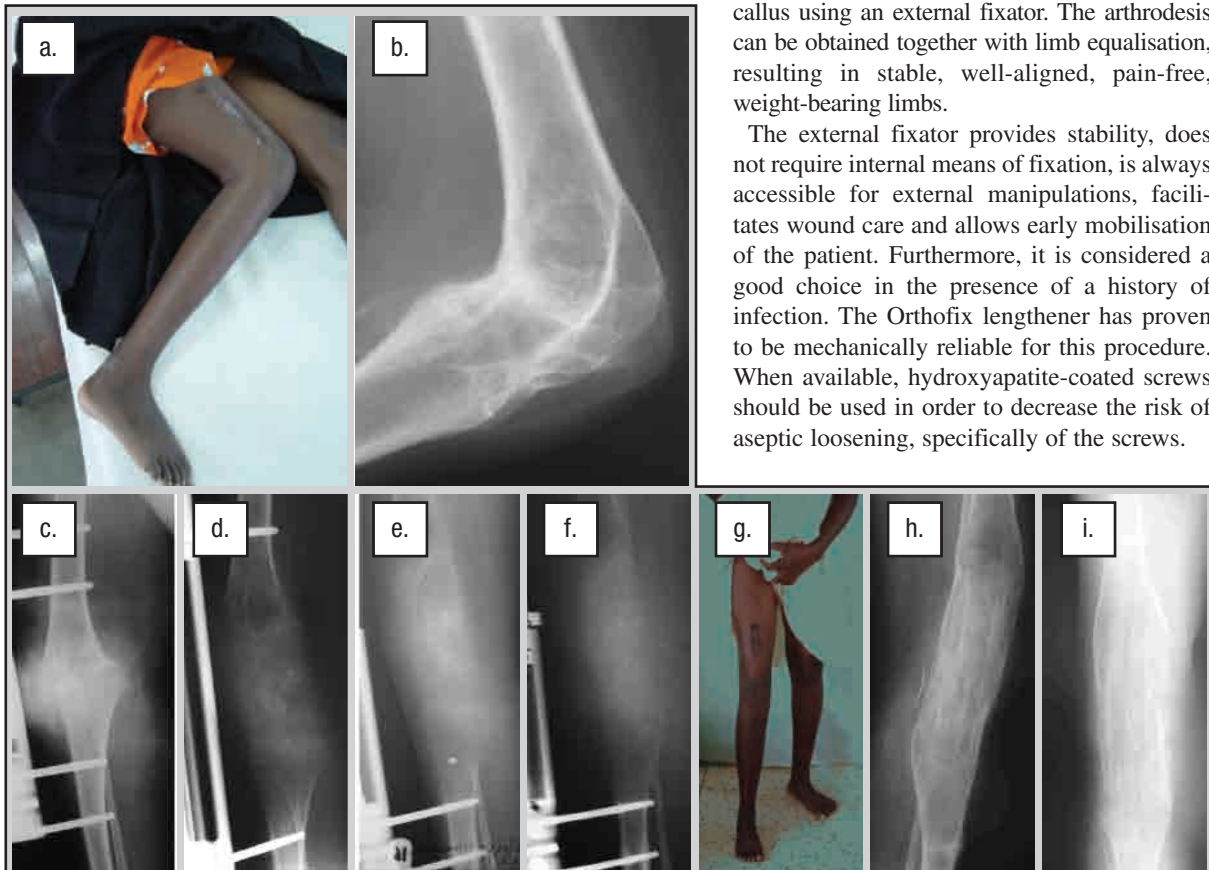 a.
b.
callus using an external fixator. The arthrodesis
can be obtained together with limb equalisation,
resulting in stable, well-aligned, pain-free,
weight-bearing limbs.
The external fixator provides stability, does
not require internal means of fixation, is always
accessible for external manipulations, facili-
tates wound care and allows early mobilisation
of the patient. Furthermore, it is considered a
good choice in the presence of a history of
infection. The Orthofix lengthener has proven
to be mechanically reliable for this procedure.
When available, hydroxyapatite-coated screws
should be used in order to decrease the risk of
aseptic loosening, specifically of the screws.
c.
d.
e.
f.
g.
h.
i.